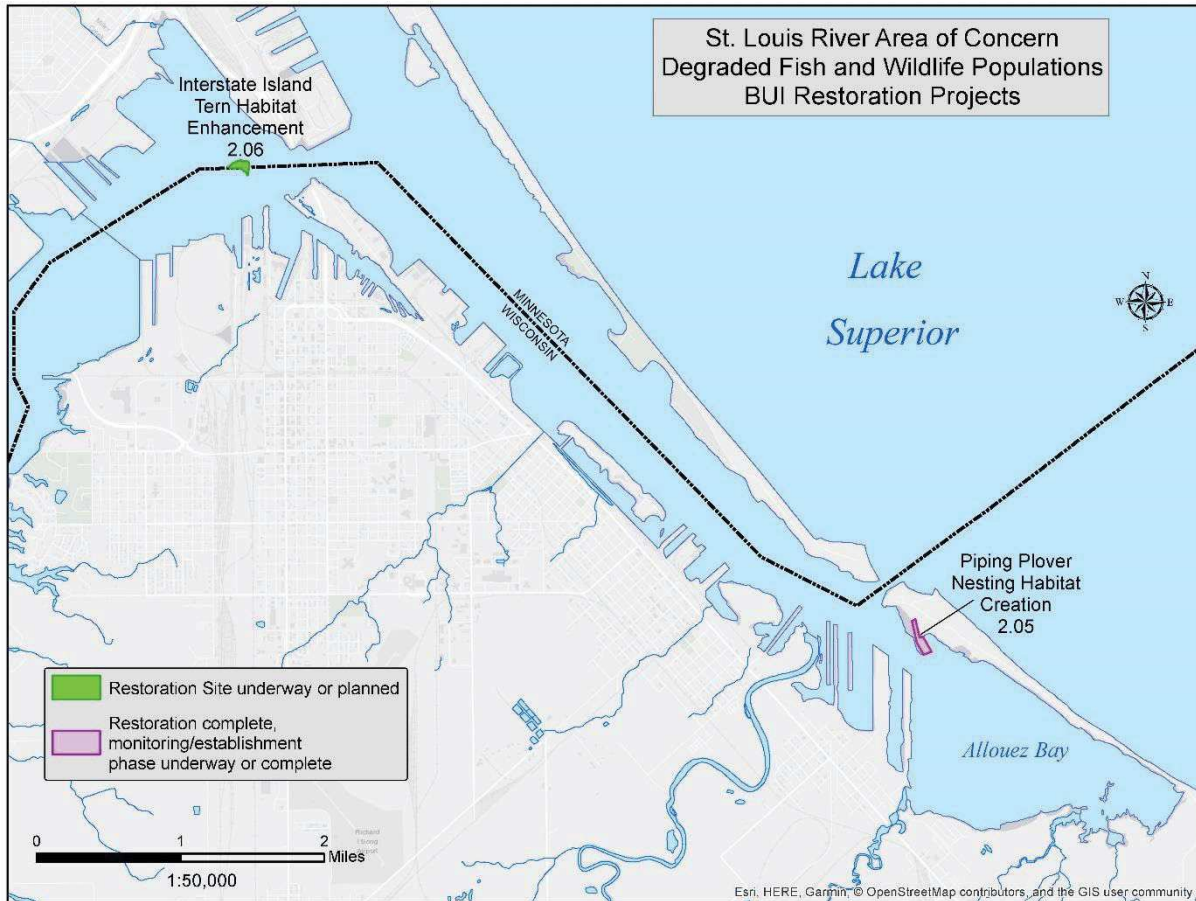 St. Louis River Area of Concern
Degraded Fish and Wildlife Populations
BUI Restoration Projects
Interstate Island
Tern Habitat
Enhancement
2.06
Lake
Superior
N
W
E
S
MINNESOTA
WISCONSIN
Piping Plover
Nesting Habitat
Creation
2.05
Allouez Bay
Restoration Site underway or planned
Restoration complete,
monitoring/establishment
phase underway or complete
Richard
I Bong
Airport
0 1 2
Miles
1:50,000
Esri, HERE, Garmin, © OpenStreetMap contributors, and the GIS user community